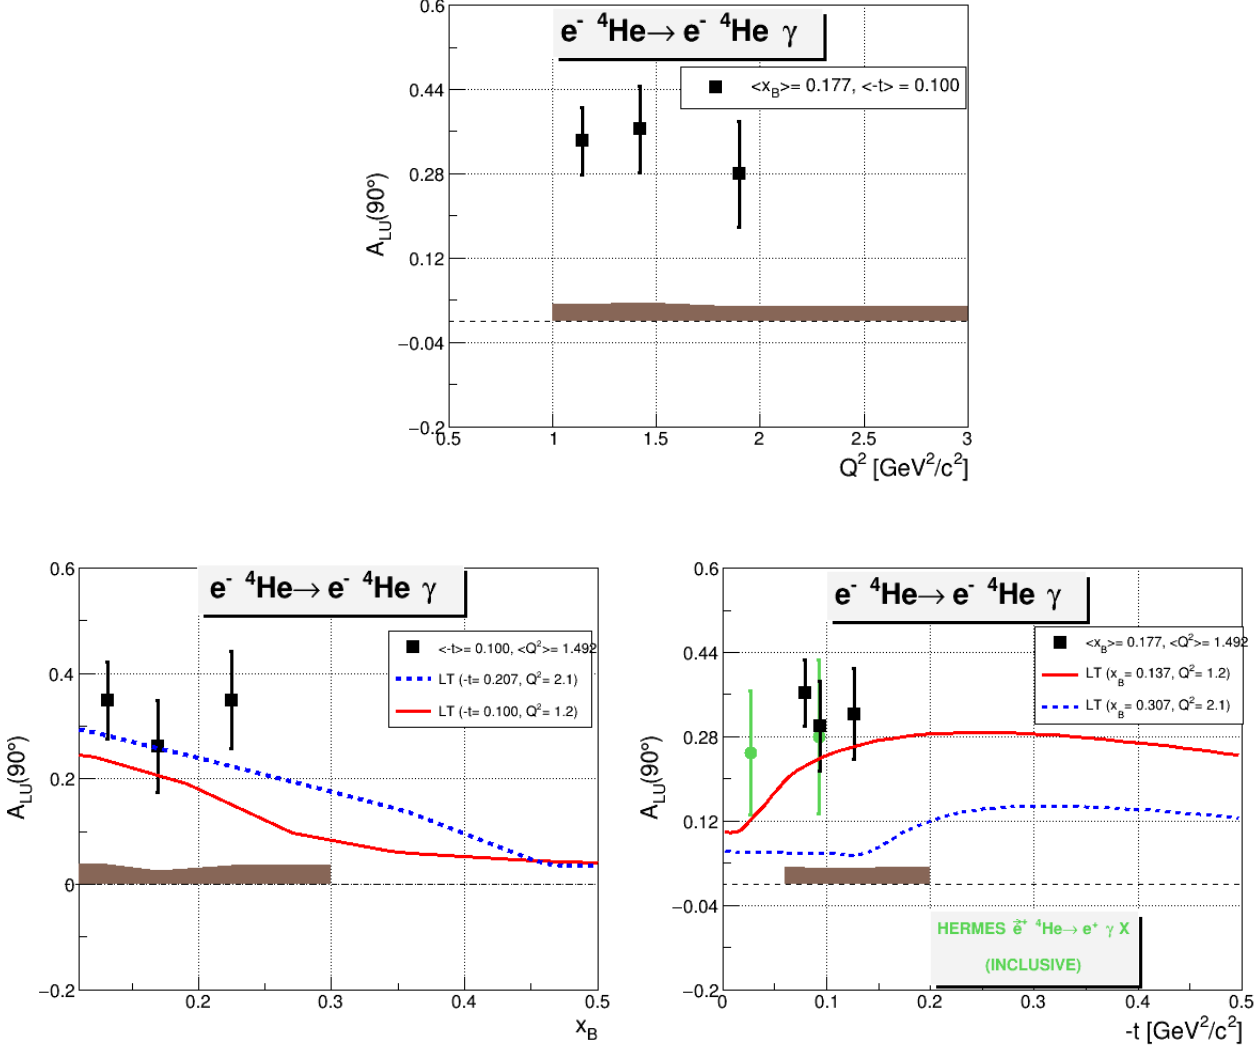 e⁻ ⁴He→ e⁻ ⁴He γ
<x_B>= 0.177, <-t> = 0.100
A_LU(90°)
0.6
0.44
0.28
0.12
−0.04
−0.2
0.5 1 1.5 2 2.5 3
Q² [GeV²/c²]
e⁻ ⁴He→ e⁻ ⁴He γ
<-t>= 0.100, <Q²>= 1.492
LT (-t= 0.207, Q²= 2.1)
LT (-t= 0.100, Q²= 1.2)
A_LU(90°)
0.6
0.4
0.2
0
−0.2
0.2 0.3 0.4 0.5
x_B
e⁻ ⁴He→ e⁻ ⁴He γ
<x_B>= 0.177, <Q²>= 1.492
LT (x_B= 0.137, Q²= 1.2)
LT (x_B= 0.307, Q²= 2.1)
A_LU(90°)
0.6
0.44
0.28
0.12
−0.04
−0.2
HERMES e⃗⁺ ⁴He→ e⁺ γ X
(INCLUSIVE)
0 0.1 0.2 0.3 0.4 0.5
-t [GeV²/c²]